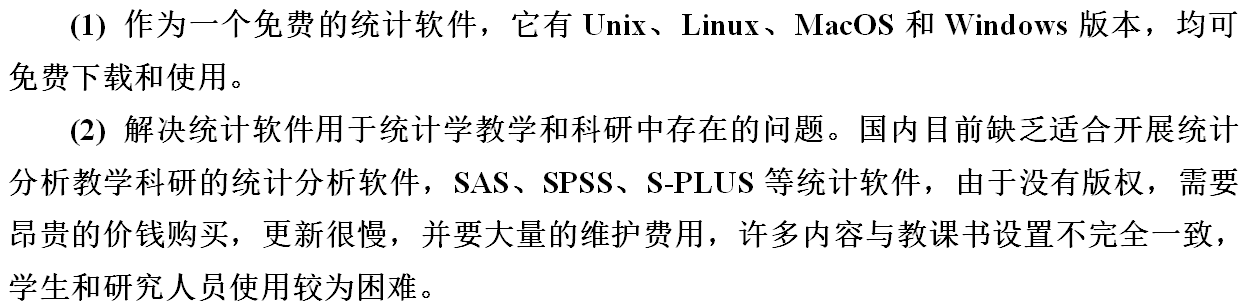 (1) 作为一个免费的统计软件，它有 Unix、Linux、MacOS 和 Windows 版本，均可
免费下载和使用。
(2) 解决统计软件用于统计学教学和科研中存在的问题。国内目前缺乏适合开展统计
分析教学科研的统计分析软件，SAS、SPSS、S-PLUS 等统计软件，由于没有版权，需要
昂贵的价钱购买，更新很慢，并要大量的维护费用，许多内容与教课书设置不完全一致，
学生和研究人员使用较为困难。